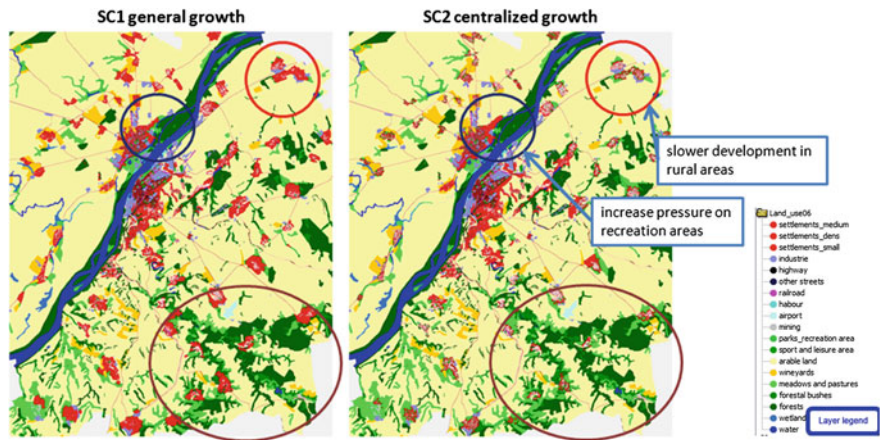 SC1 general growth
SC2 centralized growth
slower development in
rural areas
increase pressure on
recreation areas
Land_use06
settlements_medium
settlements_dens
settlements_small
industrie
highway
other streets
railroad
habour
airport
mining
parks_recreation area
sport and leisure area
arable land
wineyards
meadows and pastures
forestal bushes
forests
wetland
water
Layer legend